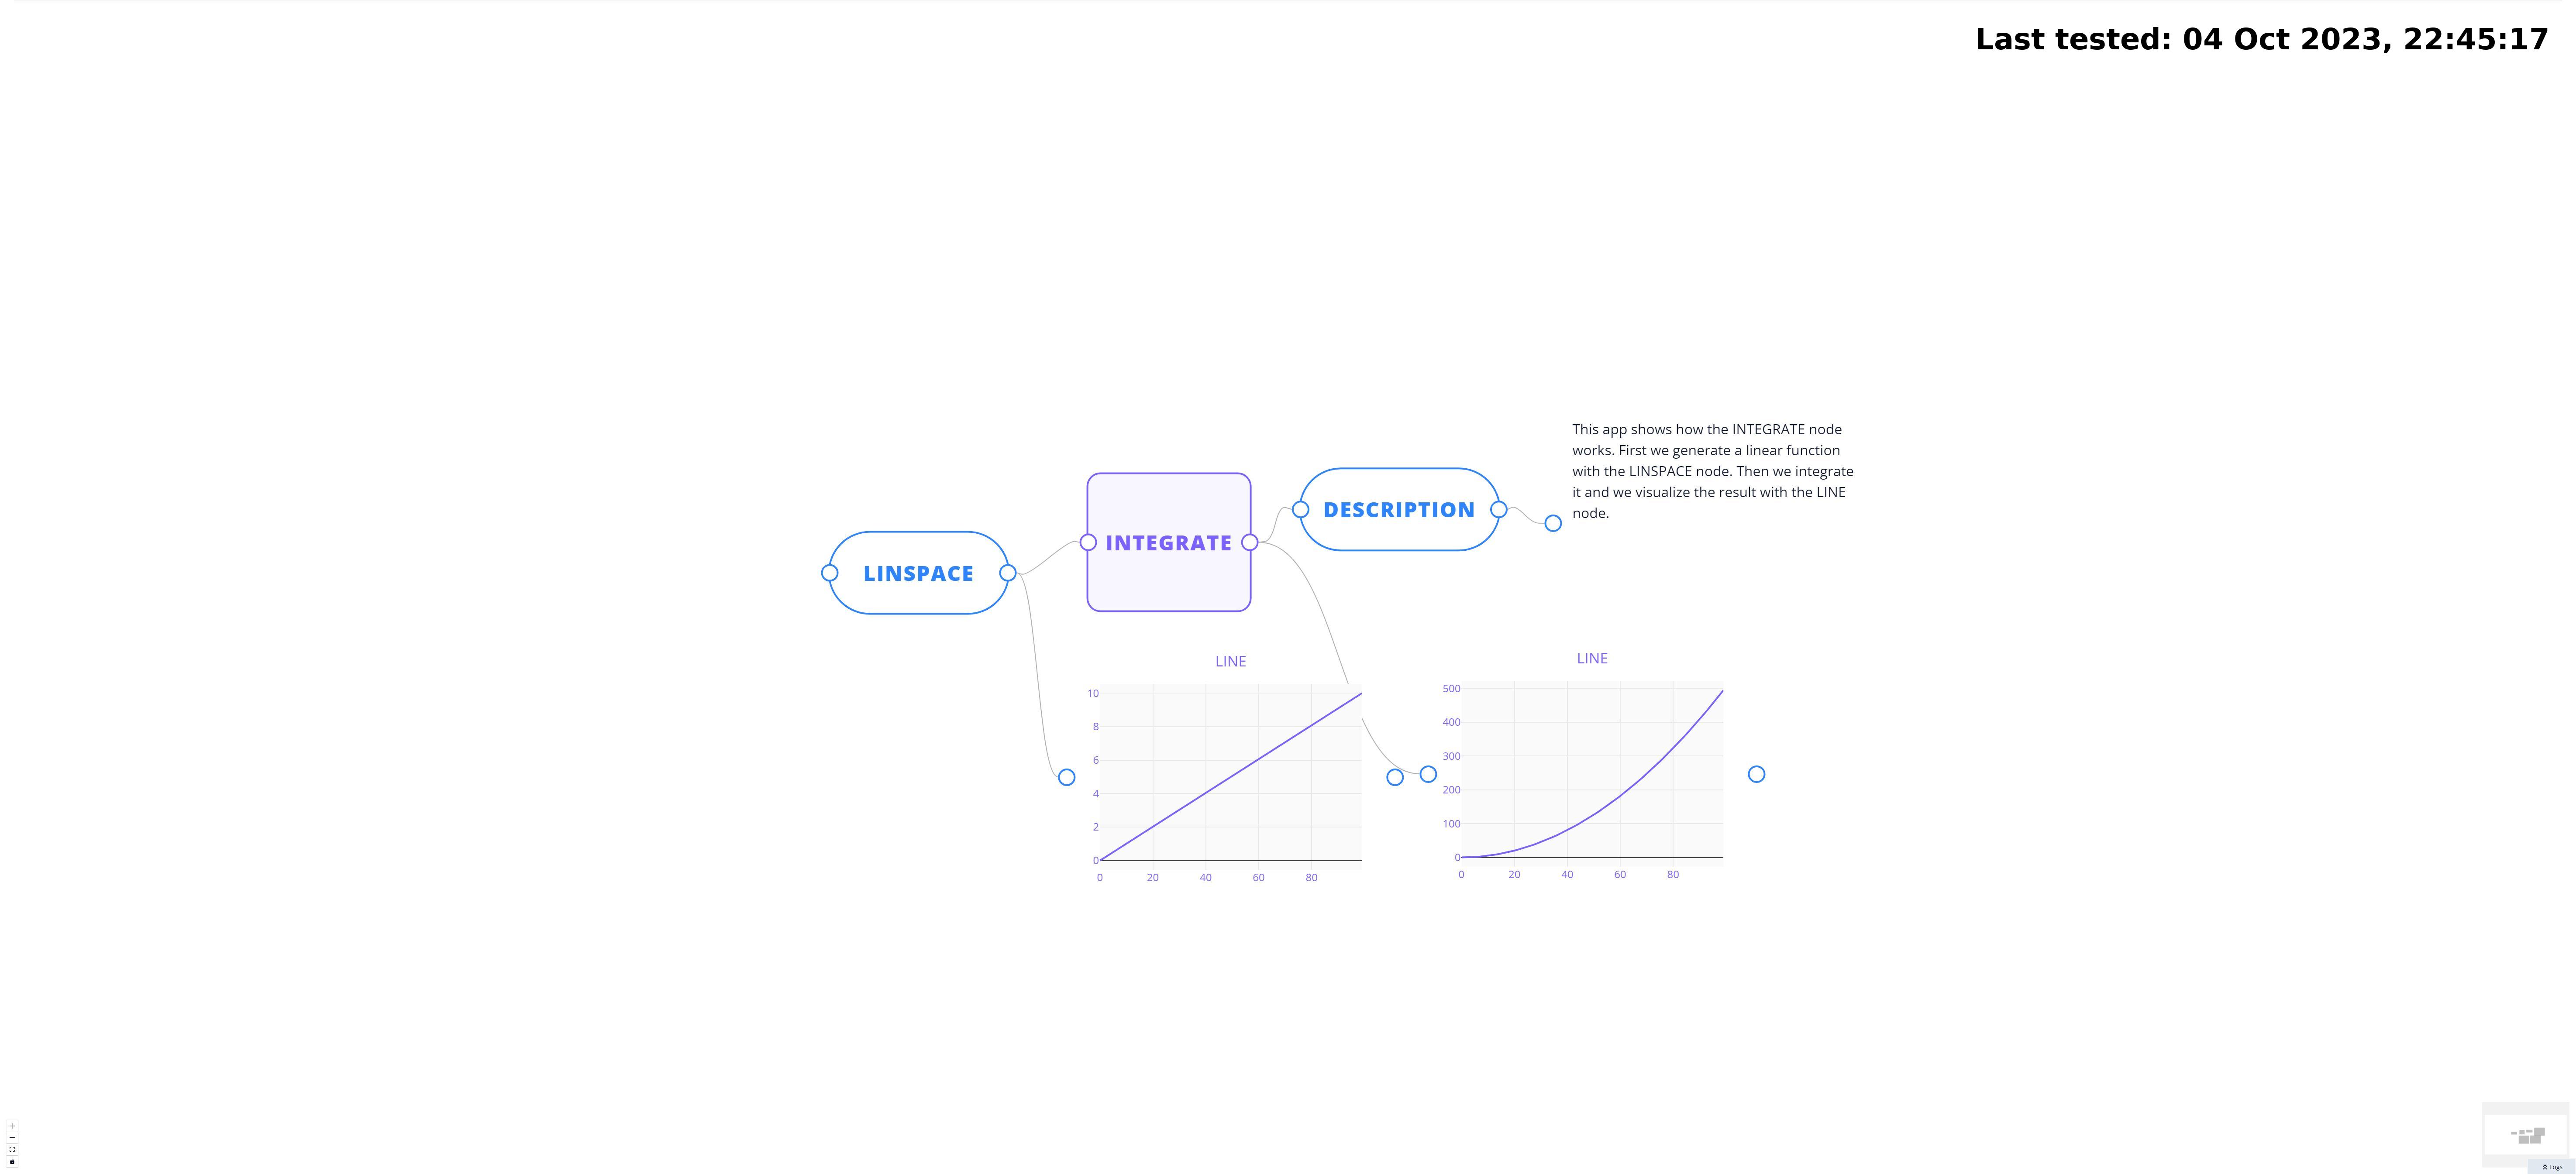 Last tested: 04 Oct 2023, 22:45:17
This app shows how the INTEGRATE node
works. First we generate a linear function
with the LINSPACE node. Then we integrate
it and we visualize the result with the LINE
node.
DESCRIPTION
INTEGRATE
LINSPACE
LINE
10
8
6
4
2
0
0 20 40 60 80
LINE
500
400
300
200
100
0
0 20 40 60 80
Logs